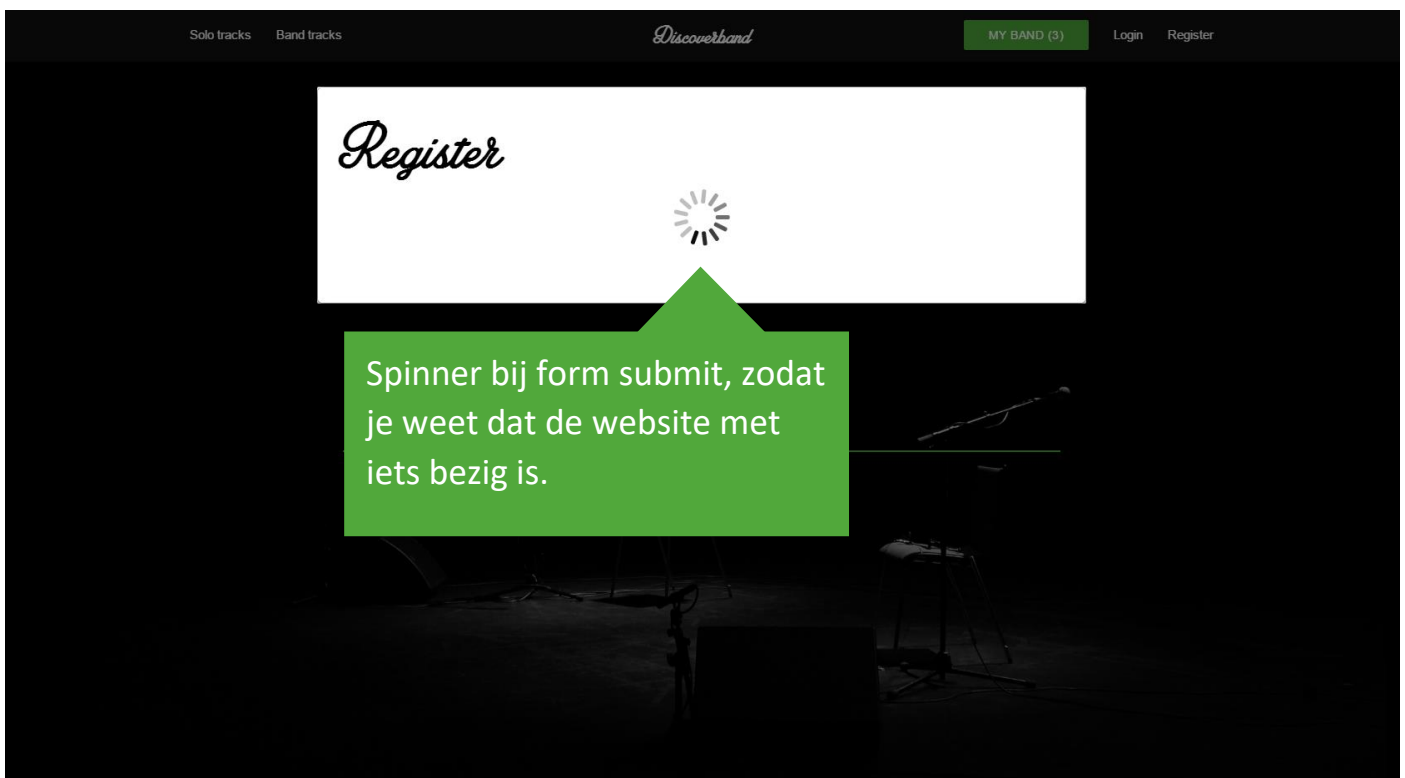 Solo tracks Band tracks Discoverband MY BAND (3) Login Register
Register
Spinner bij form submit, zodat
je weet dat de website met
iets bezig is.